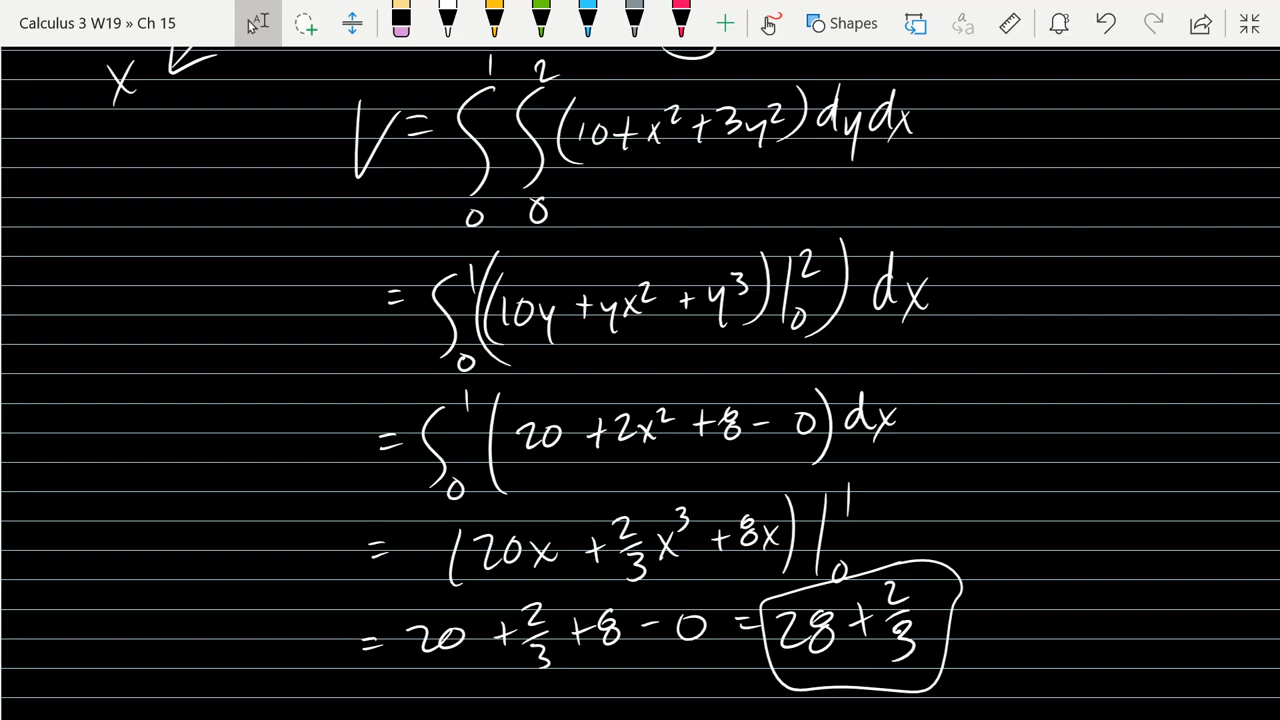 Calculus 3 W19 » Ch 15
Shapes
x
V = ∫₀¹ ∫₀² (10 + x² + 3y²) dy dx
= ∫₀¹ ((10y + yx² + y³)|₀²) dx
= ∫₀¹ (20 + 2x² + 8 - 0) dx
= (20x + 2/3 x³ + 8x)|₀¹
= 20 + 2/3 + 8 - 0 = 28 + 2/3